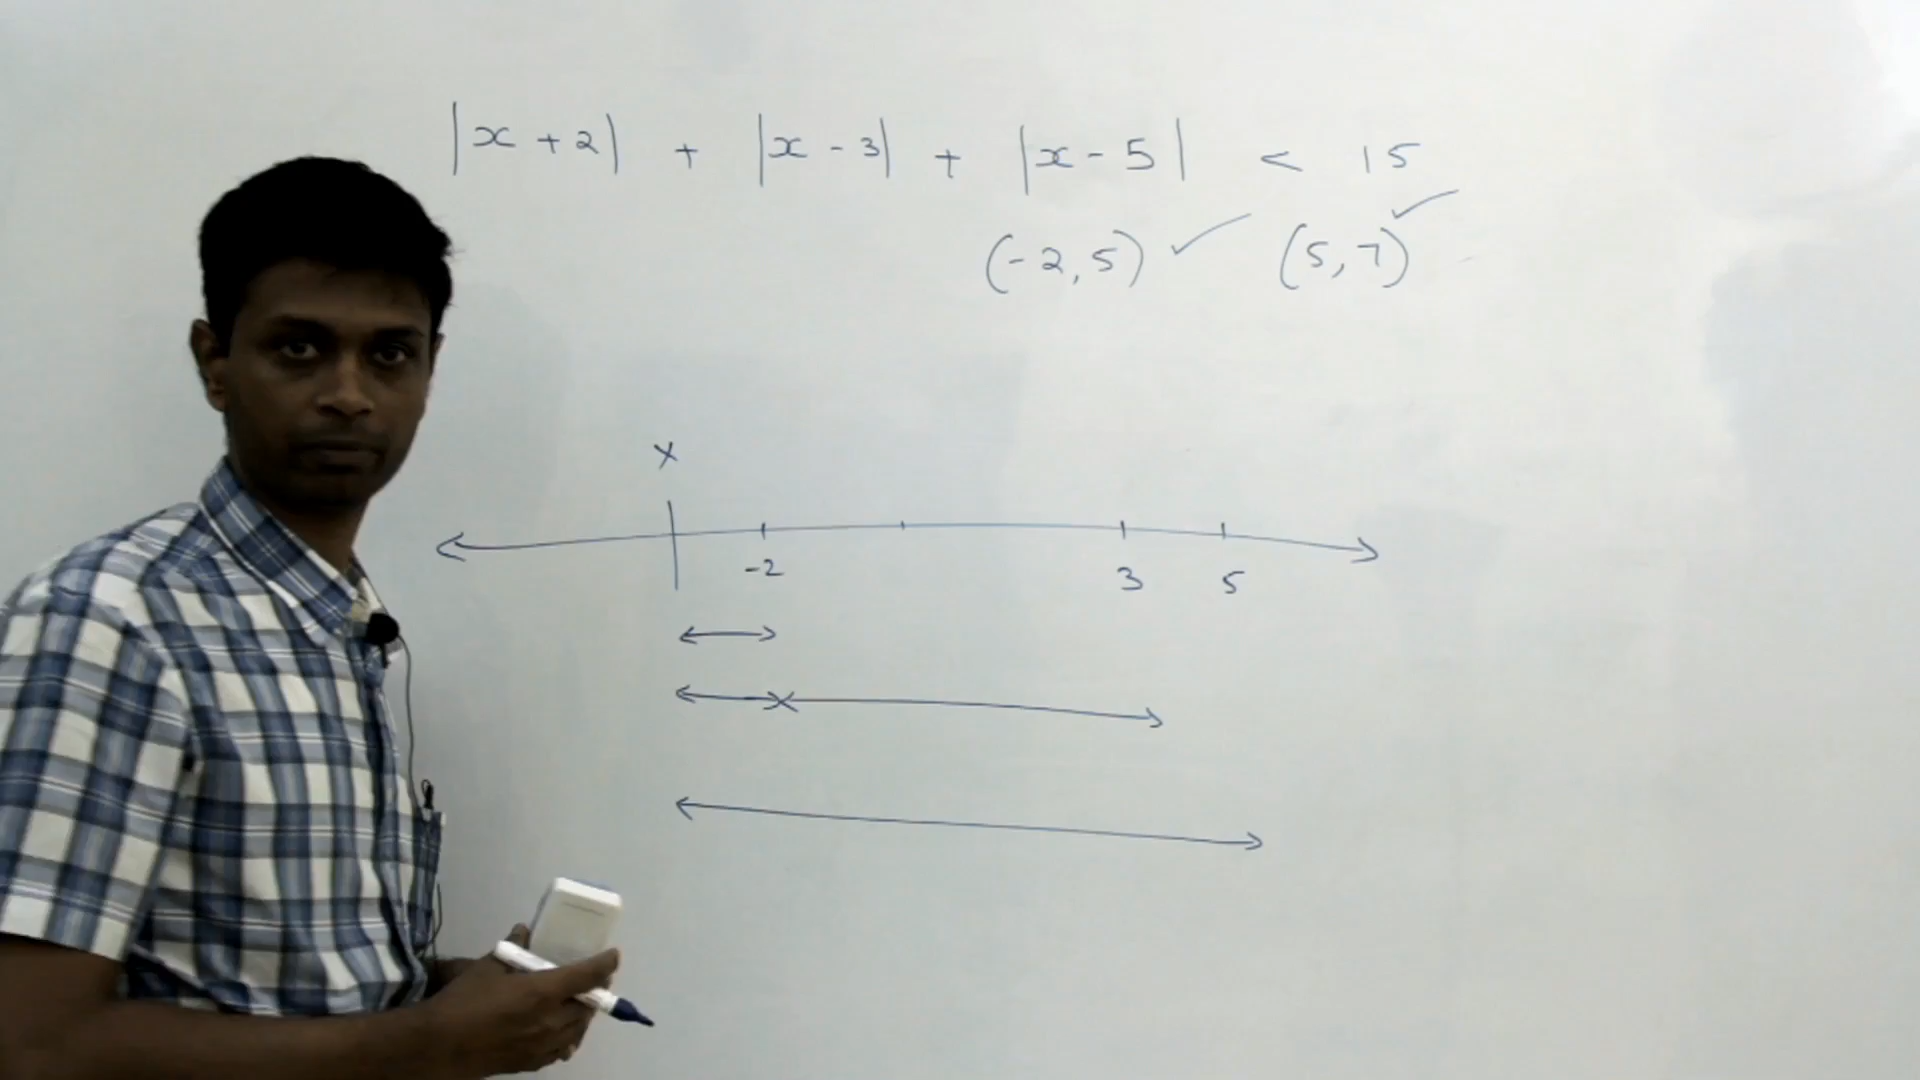 |x + 2| + |x - 3| + |x - 5| < 15
(-2, 5) ✓ (5, 7) ✓
x
-2 3 5